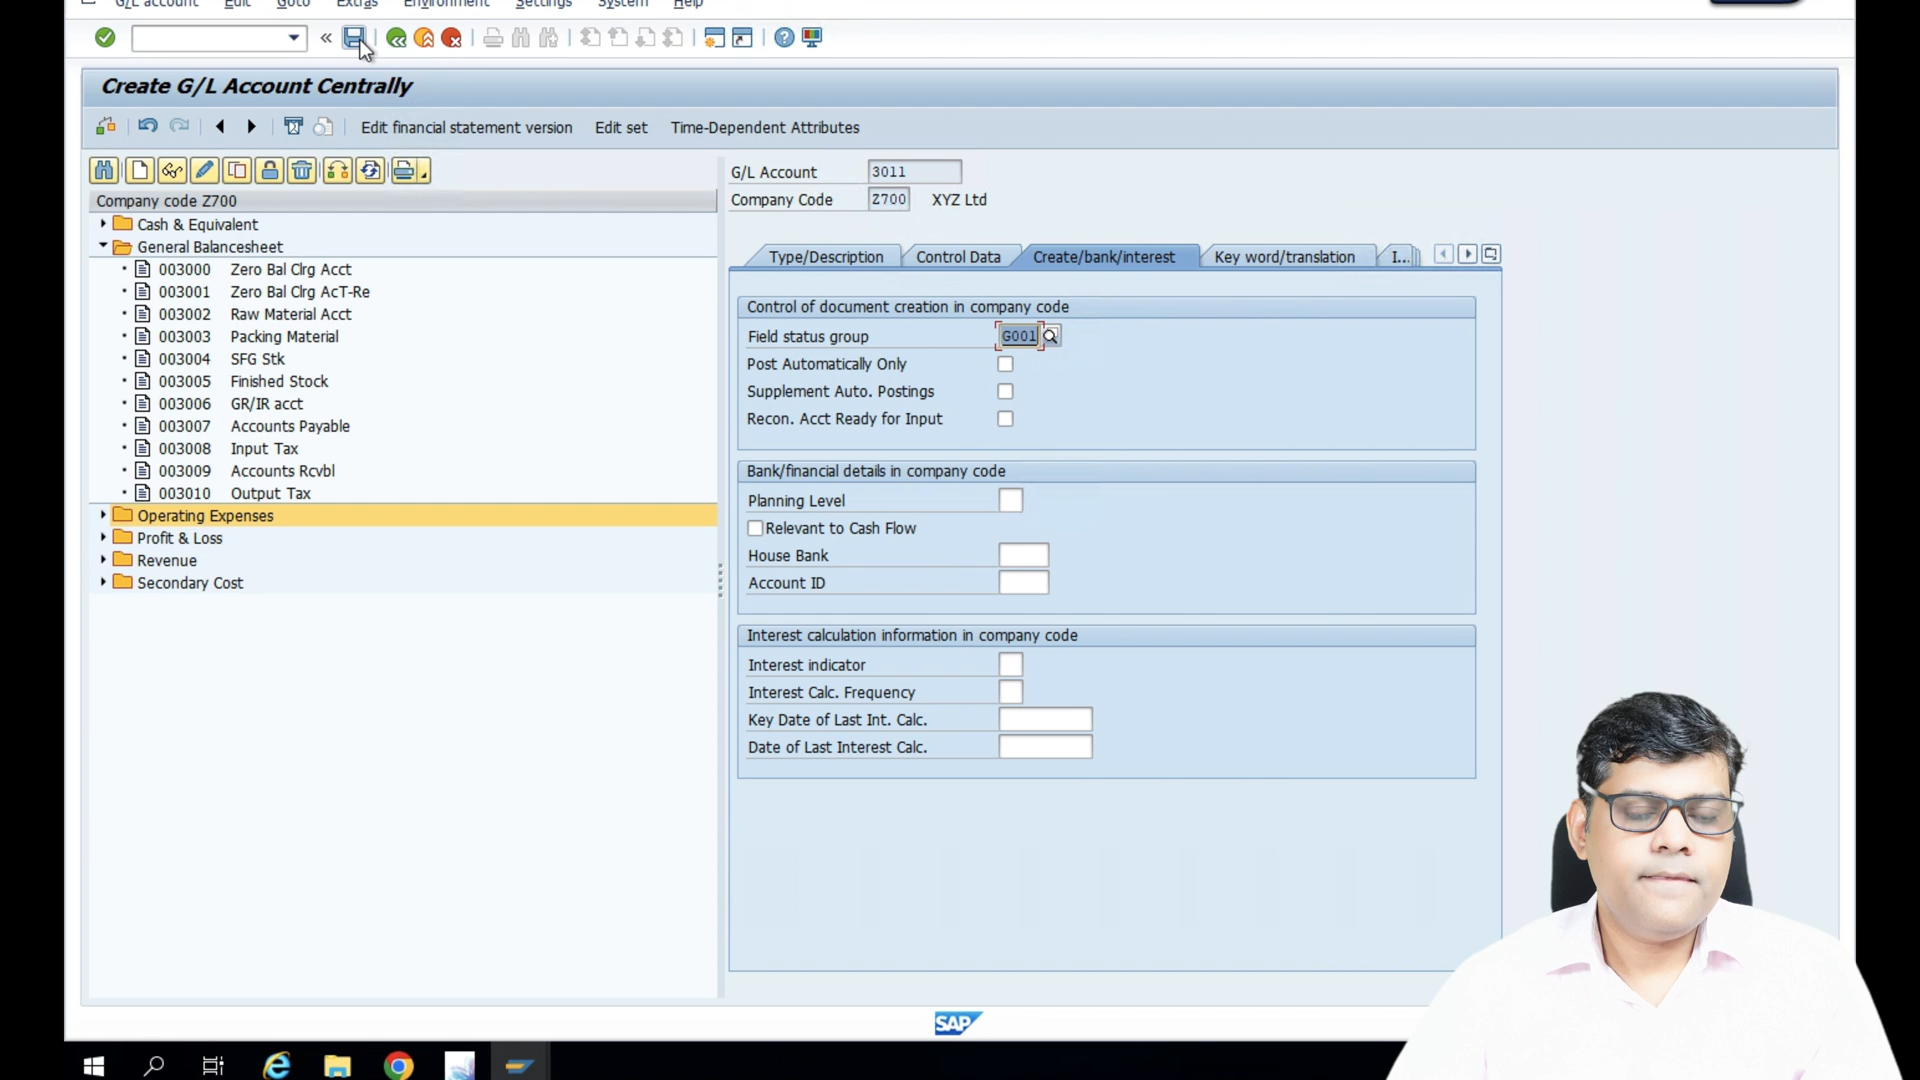 G/L account Edit Goto Extras Environment Settings System Help
Create G/L Account Centrally
Edit financial statement version Edit set Time-Dependent Attributes
Company code Z700
Cash & Equivalent
General Balancesheet
003000 Zero Bal Clrg Acct
003001 Zero Bal Clrg AcT-Re
003002 Raw Material Acct
003003 Packing Material
003004 SFG Stk
003005 Finished Stock
003006 GR/IR acct
003007 Accounts Payable
003008 Input Tax
003009 Accounts Rcvbl
003010 Output Tax
Operating Expenses
Profit & Loss
Revenue
Secondary Cost
G/L Account 3011
Company Code Z700 XYZ Ltd
Type/Description Control Data Create/bank/interest Key word/translation I...
Control of document creation in company code
Field status group G001
Post Automatically Only
Supplement Auto. Postings
Recon. Acct Ready for Input
Bank/financial details in company code
Planning Level
Relevant to Cash Flow
House Bank
Account ID
Interest calculation information in company code
Interest indicator
Interest Calc. Frequency
Key Date of Last Int. Calc.
Date of Last Interest Calc.
SAP